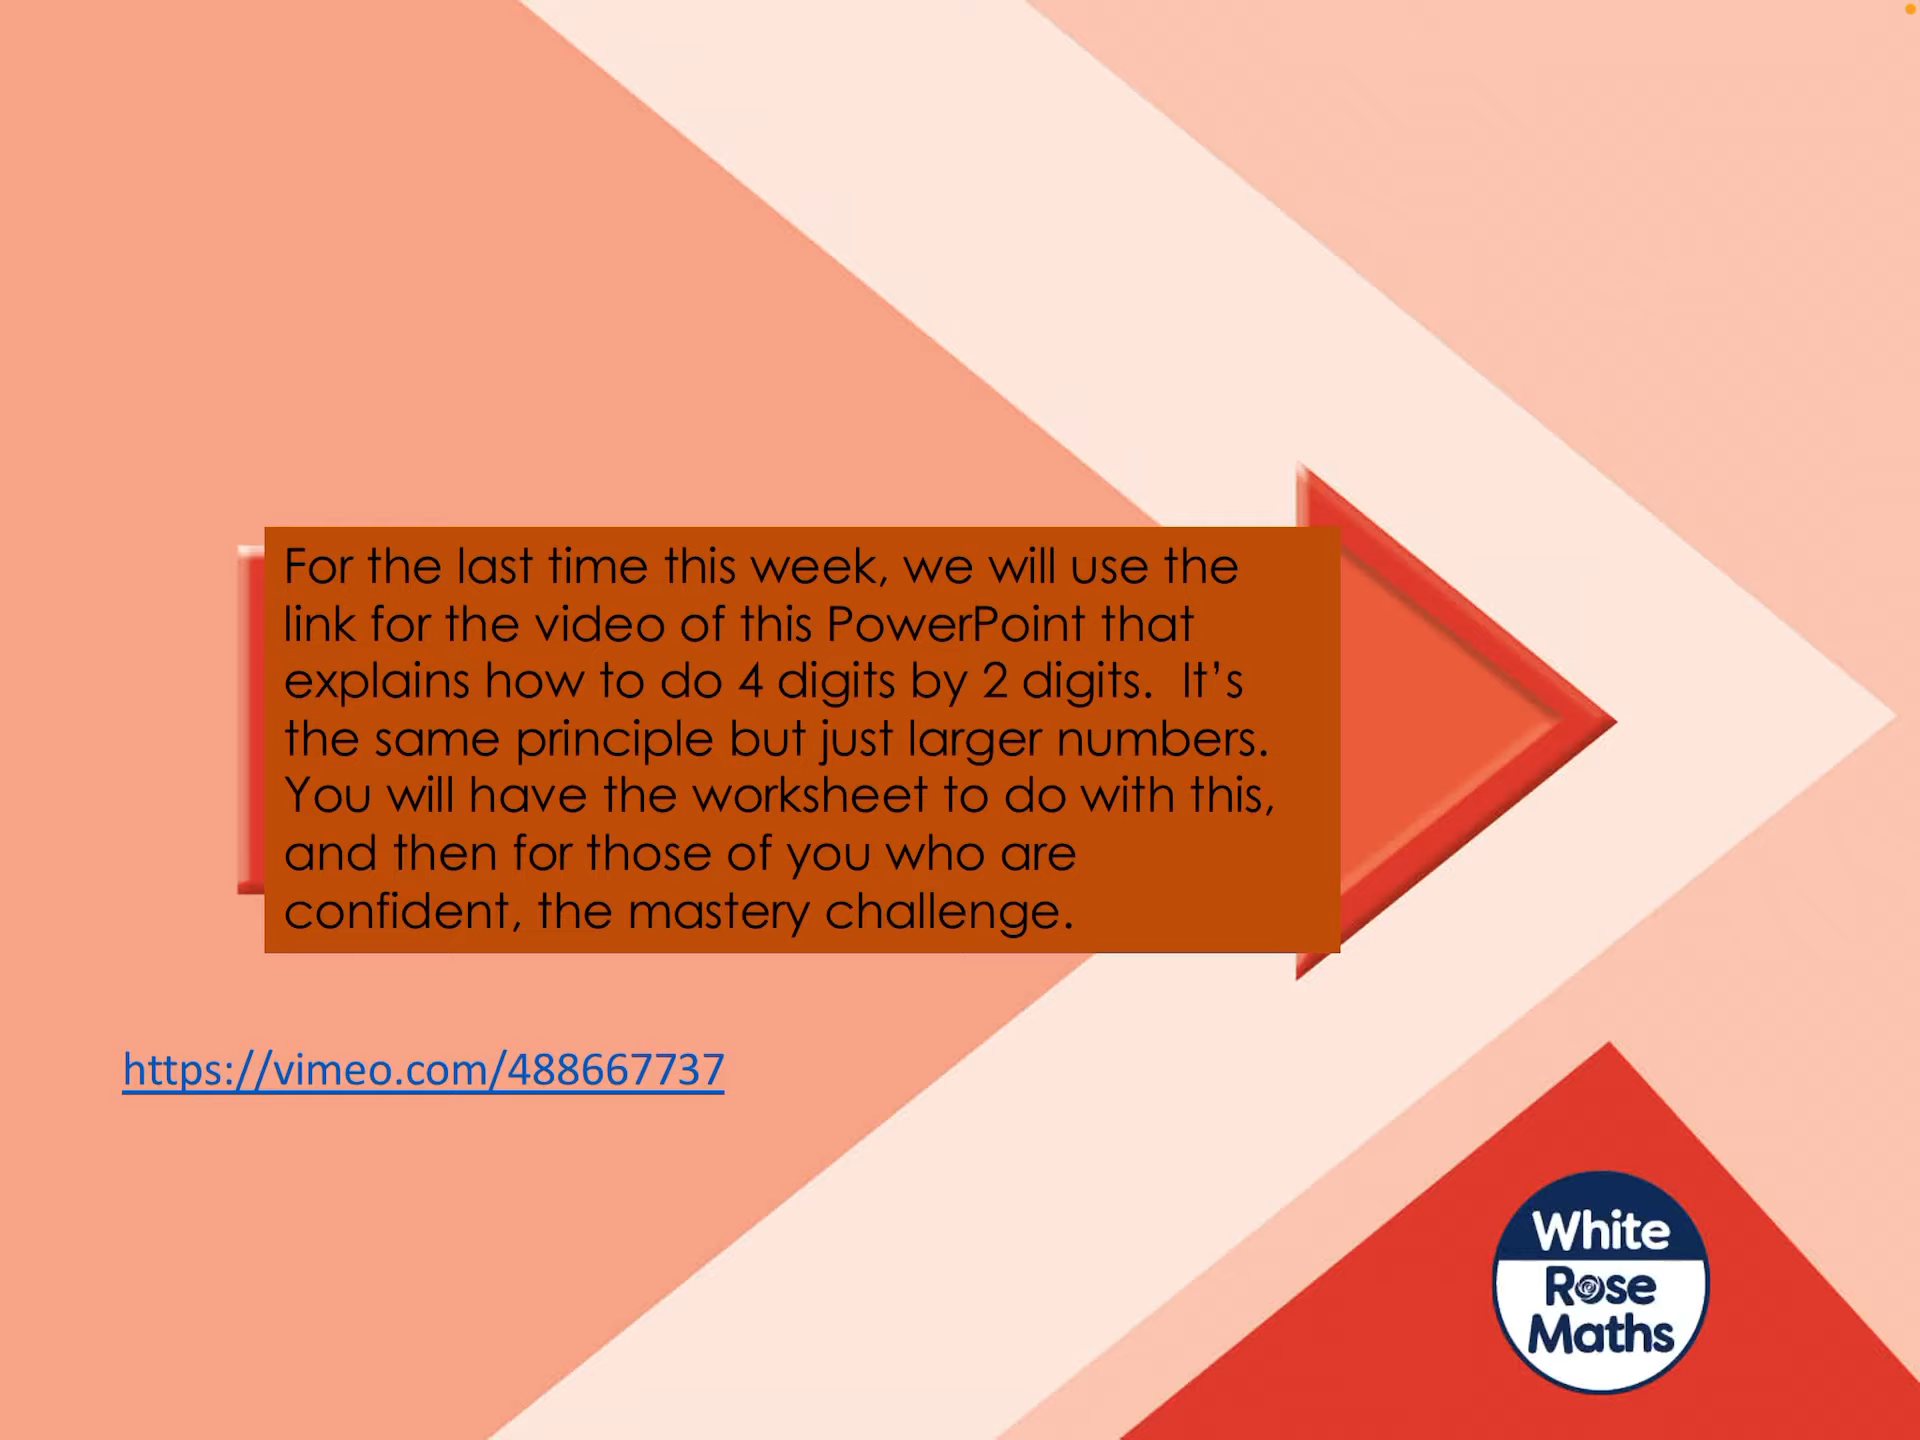 For the last time this week, we will use the
link for the video of this PowerPoint that
explains how to do 4 digits by 2 digits.  It’s
the same principle but just larger numbers.
You will have the worksheet to do with this,
and then for those of you who are
confident, the mastery challenge.
https://vimeo.com/488667737
White
Rose
Maths